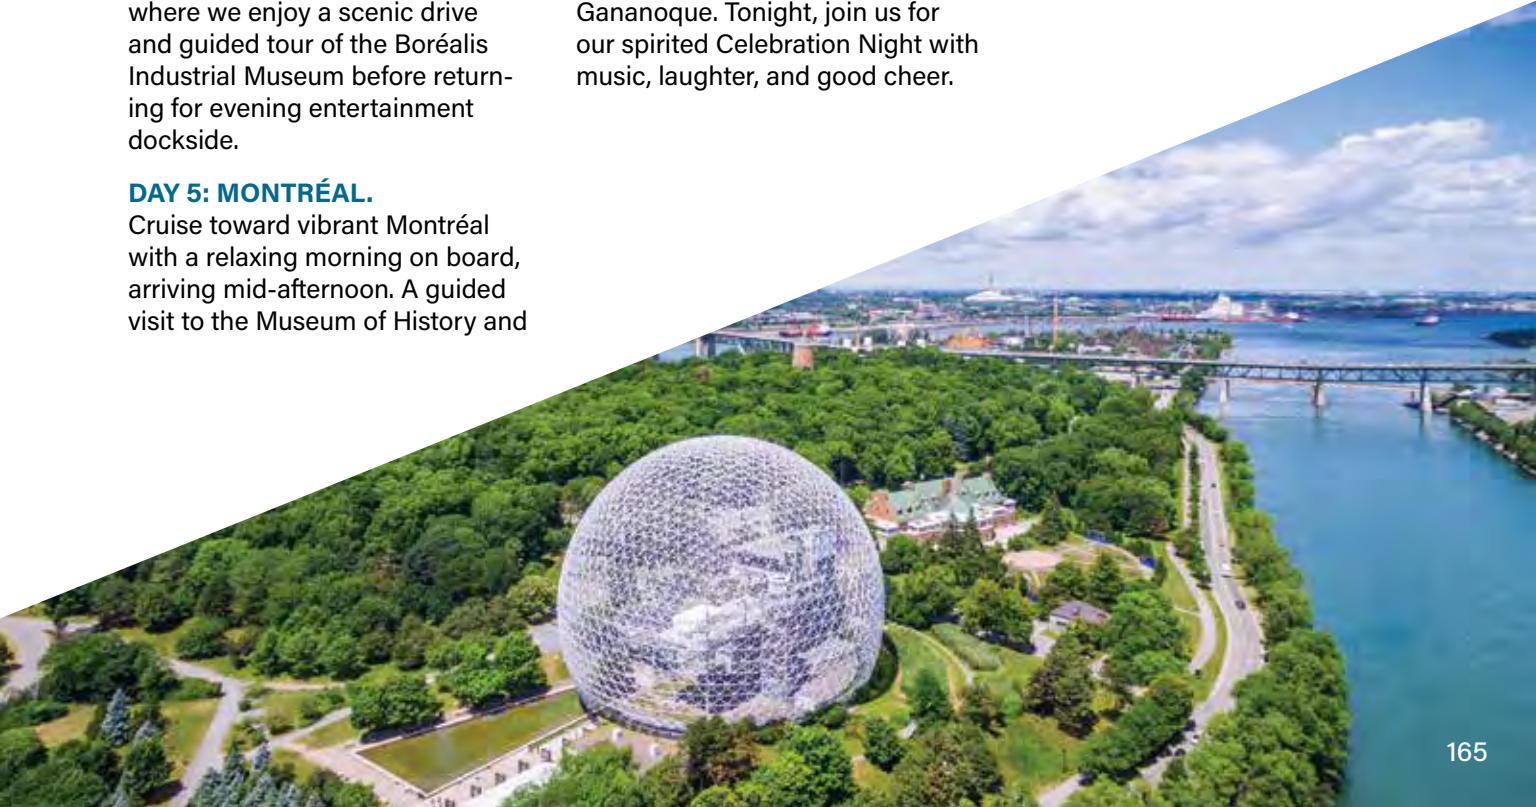 where we enjoy a scenic drive
and guided tour of the Boréalis
Industrial Museum before return-
ing for evening entertainment
dockside.
DAY 5: MONTRÉAL.
Cruise toward vibrant Montréal
with a relaxing morning on board,
arriving mid-afternoon. A guided
visit to the Museum of History and
Gananoque. Tonight, join us for
our spirited Celebration Night with
music, laughter, and good cheer.
165